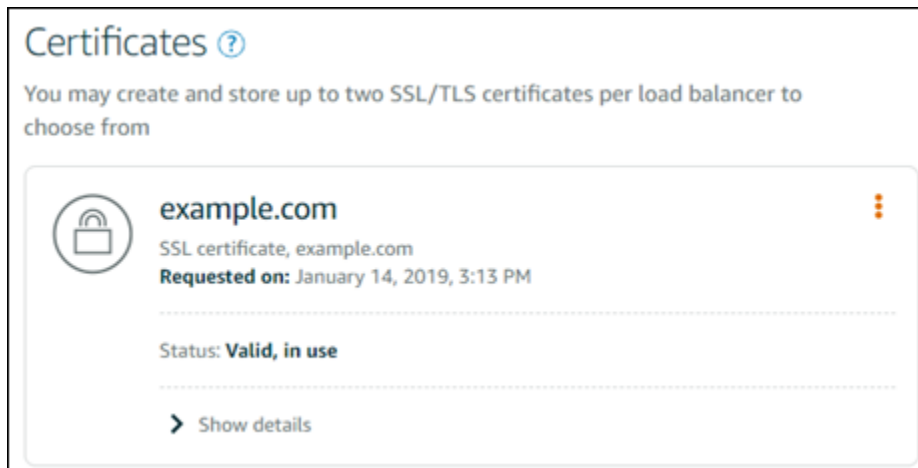 Certificates ?
You may create and store up to two SSL/TLS certificates per load balancer to
choose from
example.com
SSL certificate, example.com
Requested on: January 14, 2019, 3:13 PM
Status: Valid, in use
Show details